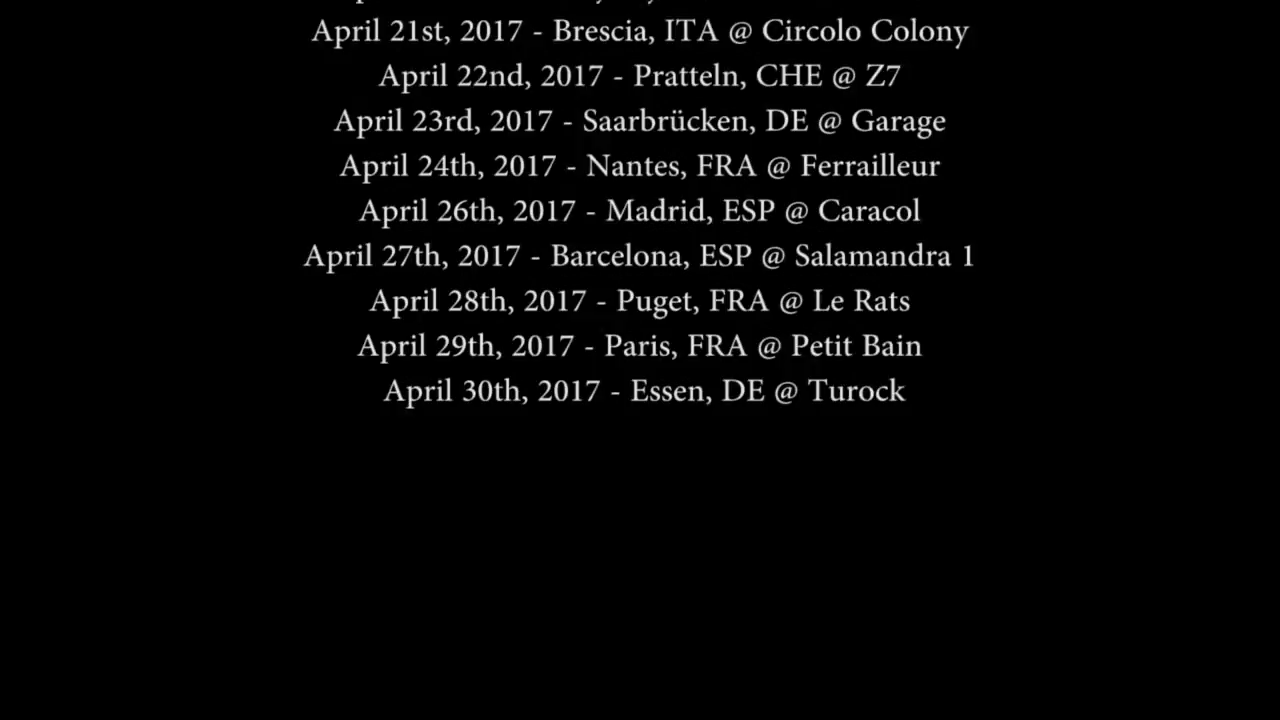 April 21st, 2017 - Brescia, ITA @ Circolo Colony
April 22nd, 2017 - Pratteln, CHE @ Z7
April 23rd, 2017 - Saarbrücken, DE @ Garage
April 24th, 2017 - Nantes, FRA @ Ferrailleur
April 26th, 2017 - Madrid, ESP @ Caracol
April 27th, 2017 - Barcelona, ESP @ Salamandra 1
April 28th, 2017 - Puget, FRA @ Le Rats
April 29th, 2017 - Paris, FRA @ Petit Bain
April 30th, 2017 - Essen, DE @ Turock